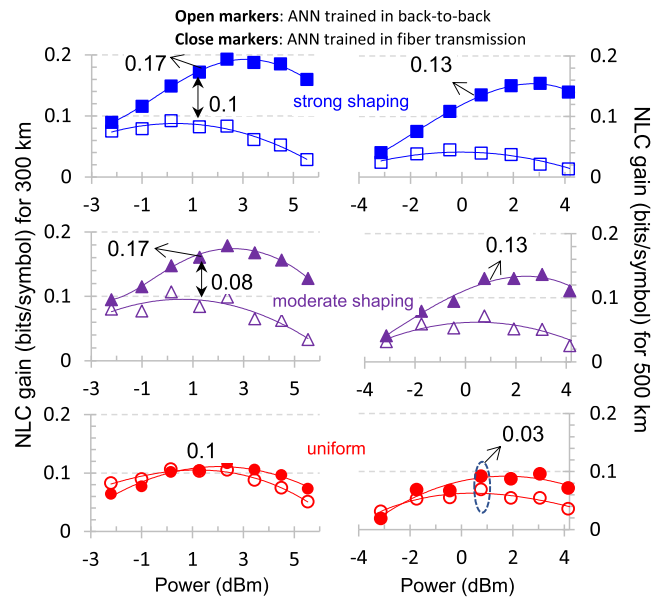 Open markers: ANN trained in back-to-back
Close markers: ANN trained in fiber transmission
NLC gain (bits/symbol) for 300 km
NLC gain (bits/symbol) for 500 km
0.2
0.1
0
0.17
0.1
strong shaping
-3 -1 1 3 5
0.13
0.2
0.1
0
-4 -2 0 2 4
0.2
0.1
0
0.17
0.08
moderate shaping
-3 -1 1 3 5
0.13
0.2
0.1
0
-4 -2 0 2 4
0.2
0.1
0
0.1
uniform
-3 -1 1 3 5
Power (dBm)
0.03
0.2
0.1
0
-4 -2 0 2 4
Power (dBm)